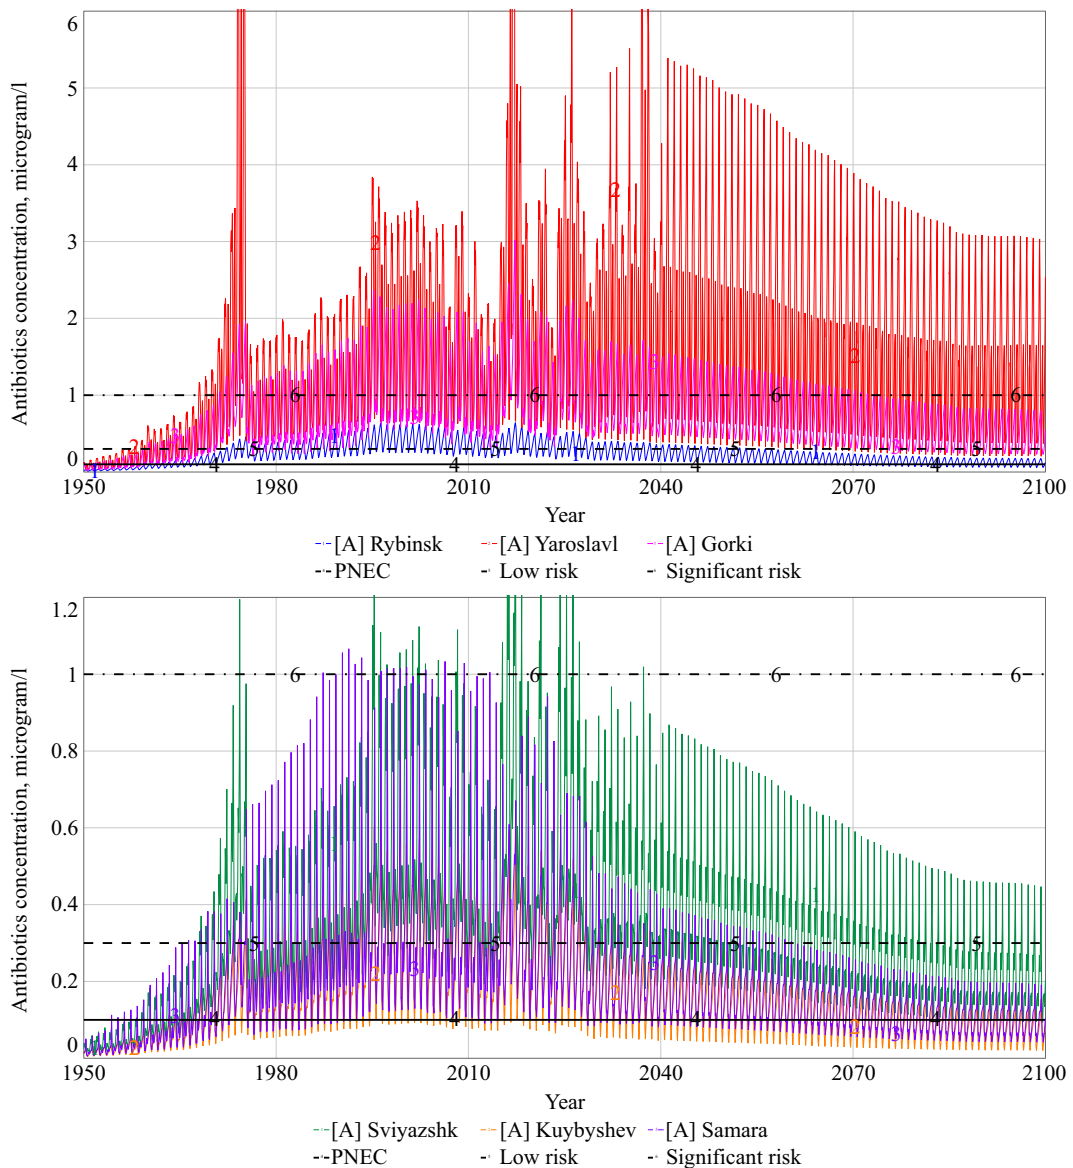 Antibiotics concentration, microgram/l
6
5
4
3
2
1
0
1950 1980 2010 2040 2070 2100
Year
[A] Rybinsk [A] Yaroslavl [A] Gorki
PNEC Low risk Significant risk
Antibiotics concentration, microgram/l
1.2
1
0.8
0.6
0.4
0.2
0
1950 1980 2010 2040 2070 2100
Year
[A] Sviyazshk [A] Kuybyshev [A] Samara
PNEC Low risk Significant risk